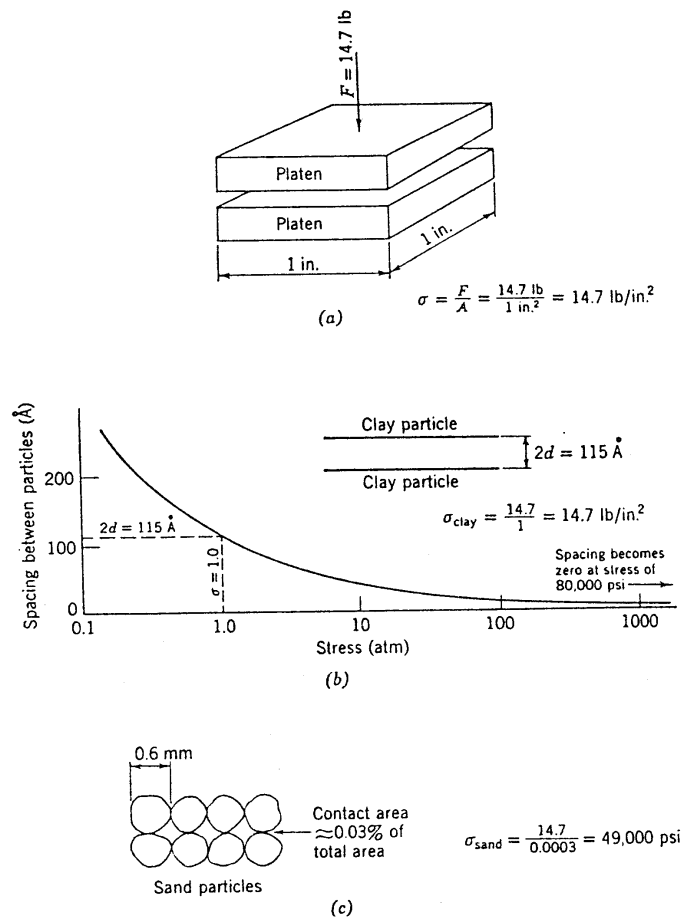 F = 14.7 lb
Platen
Platen
1 in.
1 in.
(a)
σ = F/A = 14.7 lb/1 in.² = 14.7 lb/in.²
Spacing between particles (Å)
200
100
0
2d = 115 Å
σ = 1.0
Clay particle
2d = 115 Å
Clay particle
σclay = 14.7/1 = 14.7 lb/in.²
Spacing becomes
zero at stress of
80,000 psi
0.1
1.0
10
100
1000
Stress (atm)
(b)
0.6 mm
Contact area
≈0.03% of
total area
σsand = 14.7/0.0003 = 49,000 psi
Sand particles
(c)